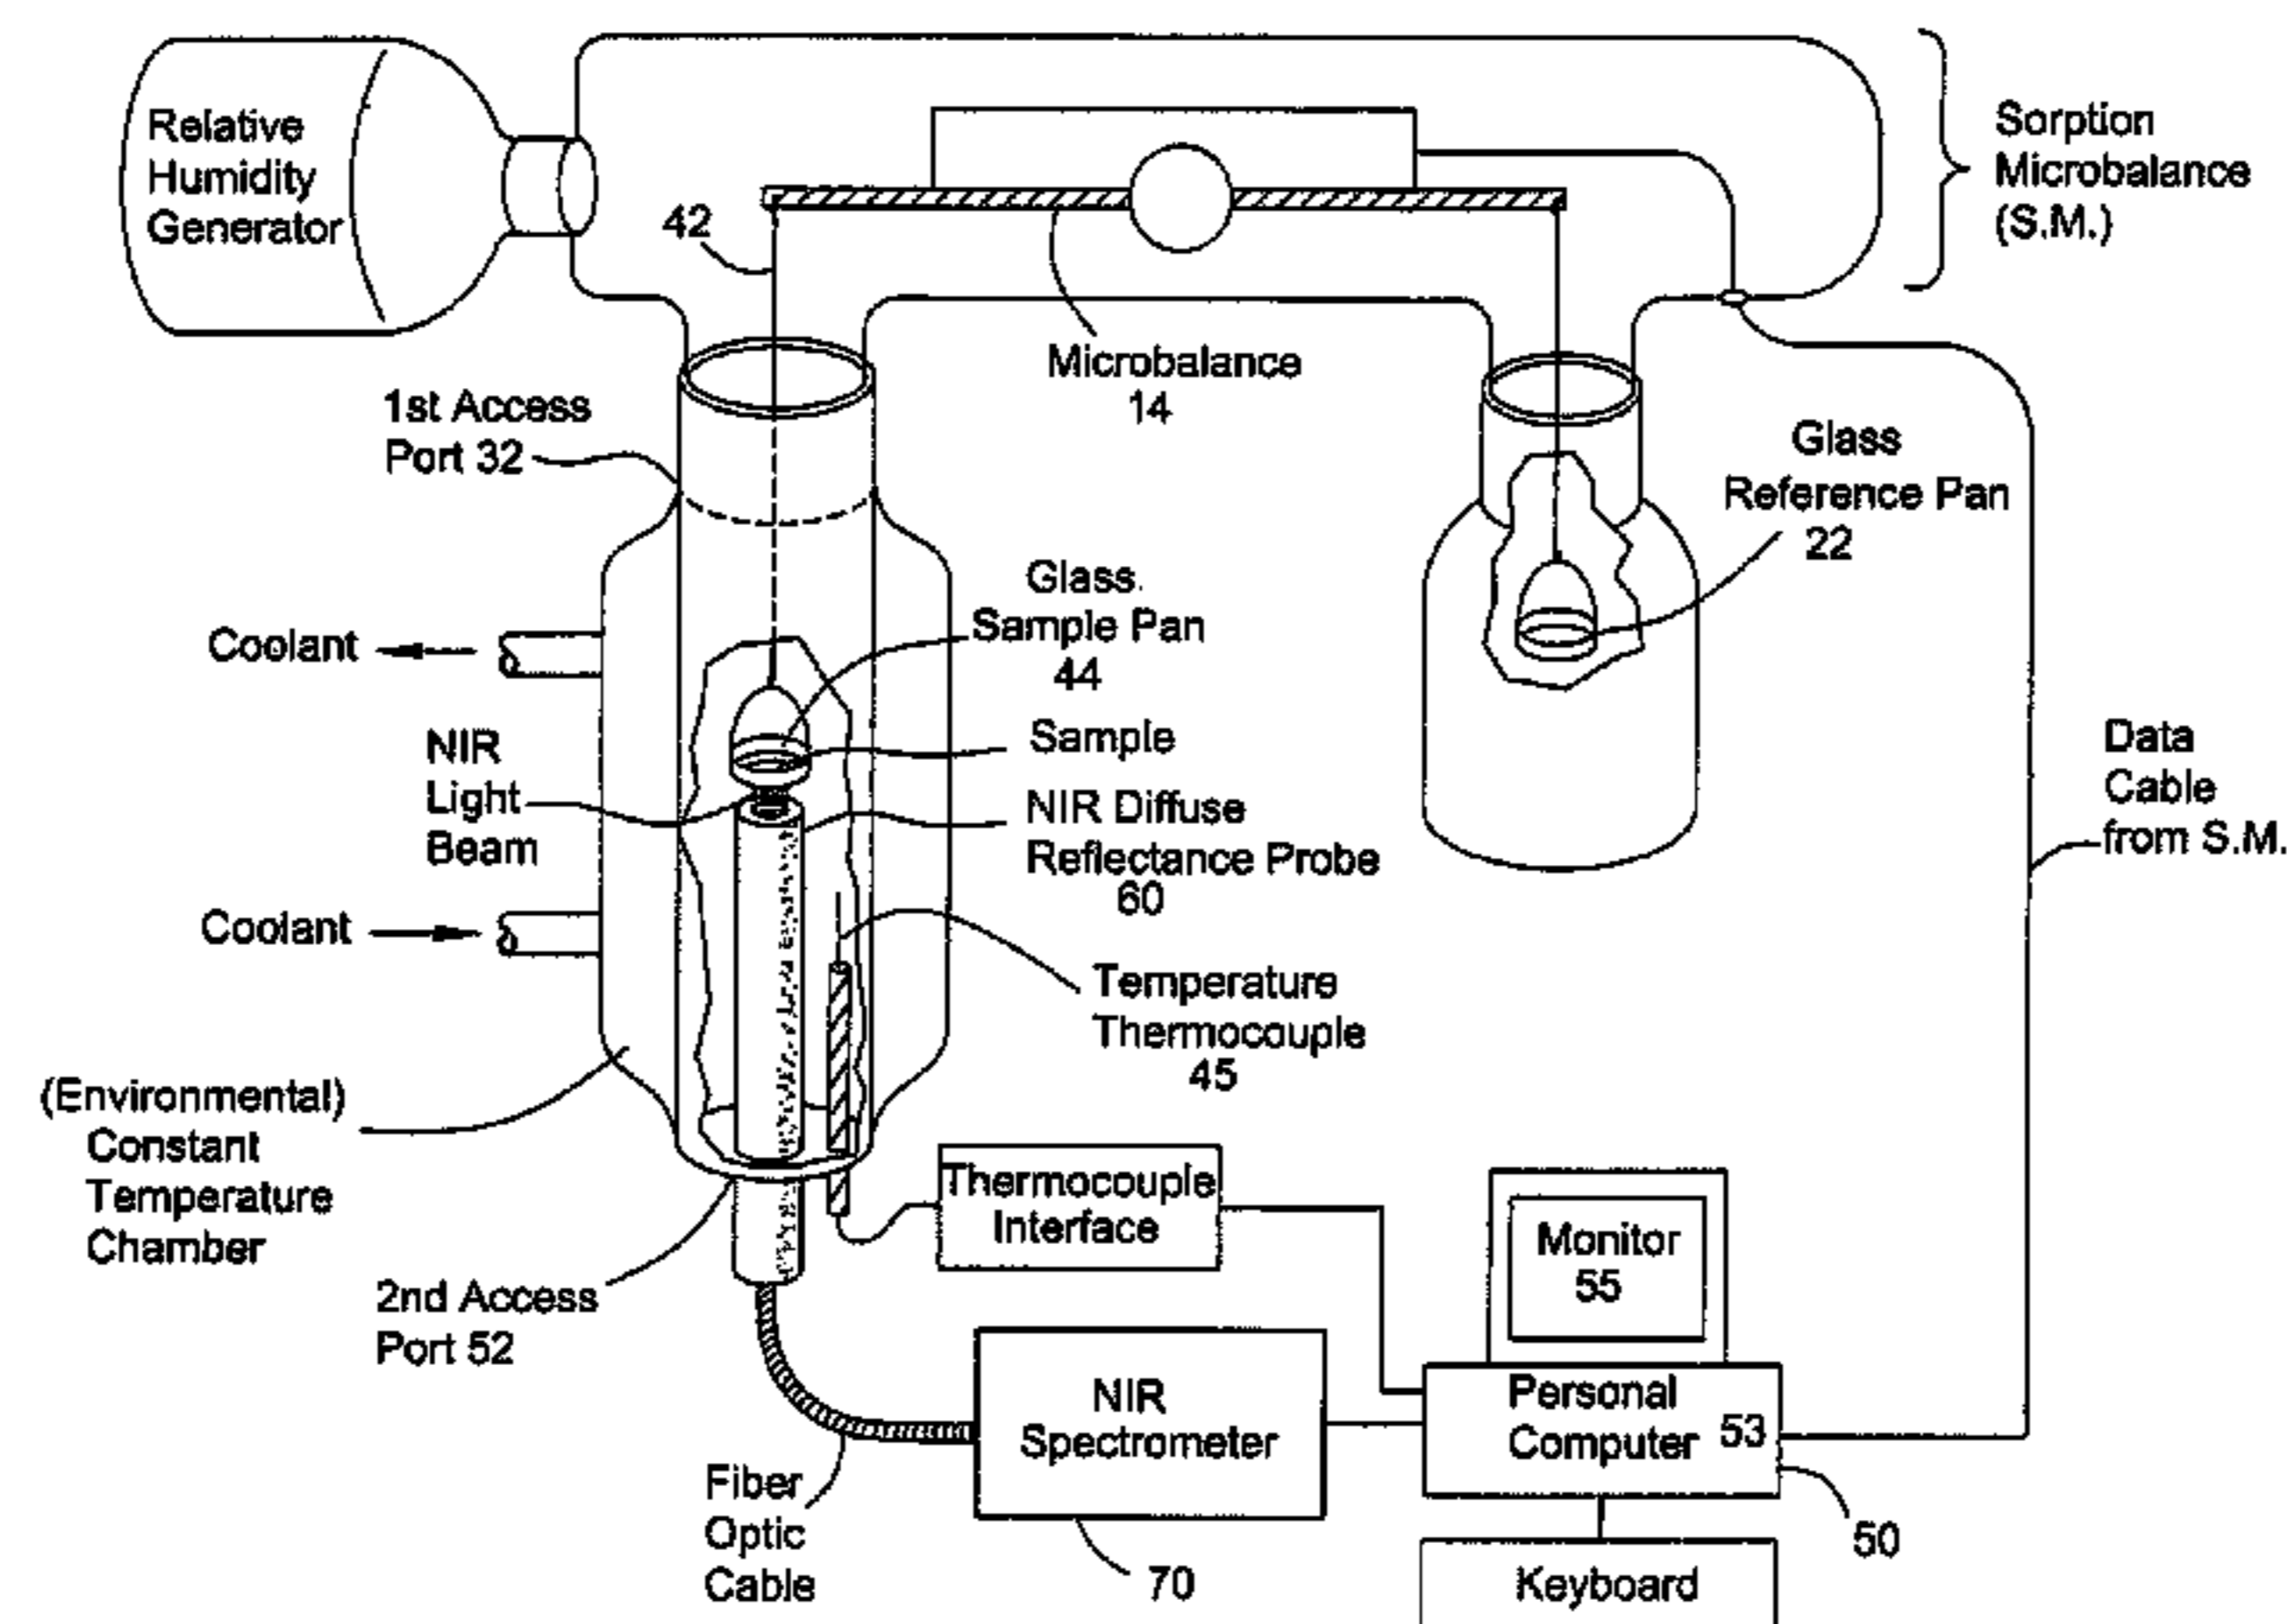 Relative
Humidity
Generator
Sorption
Microbalance
(S.M.)
42
Microbalance
14
1st Access
Port 32
Glass
Reference Pan
22
Glass
Sample Pan
44
Coolant
Sample
NIR
Light
Beam
NIR Diffuse
Reflectance Probe
60
Data
Cable
from S.M.
Coolant
Temperature
Thermocouple
45
(Environmental)
Constant
Temperature
Chamber
Thermocouple
Interface
Monitor
55
2nd Access
Port 52
NIR
Spectrometer
Personal
Computer 53
Fiber
Optic
Cable
70
50
Keyboard